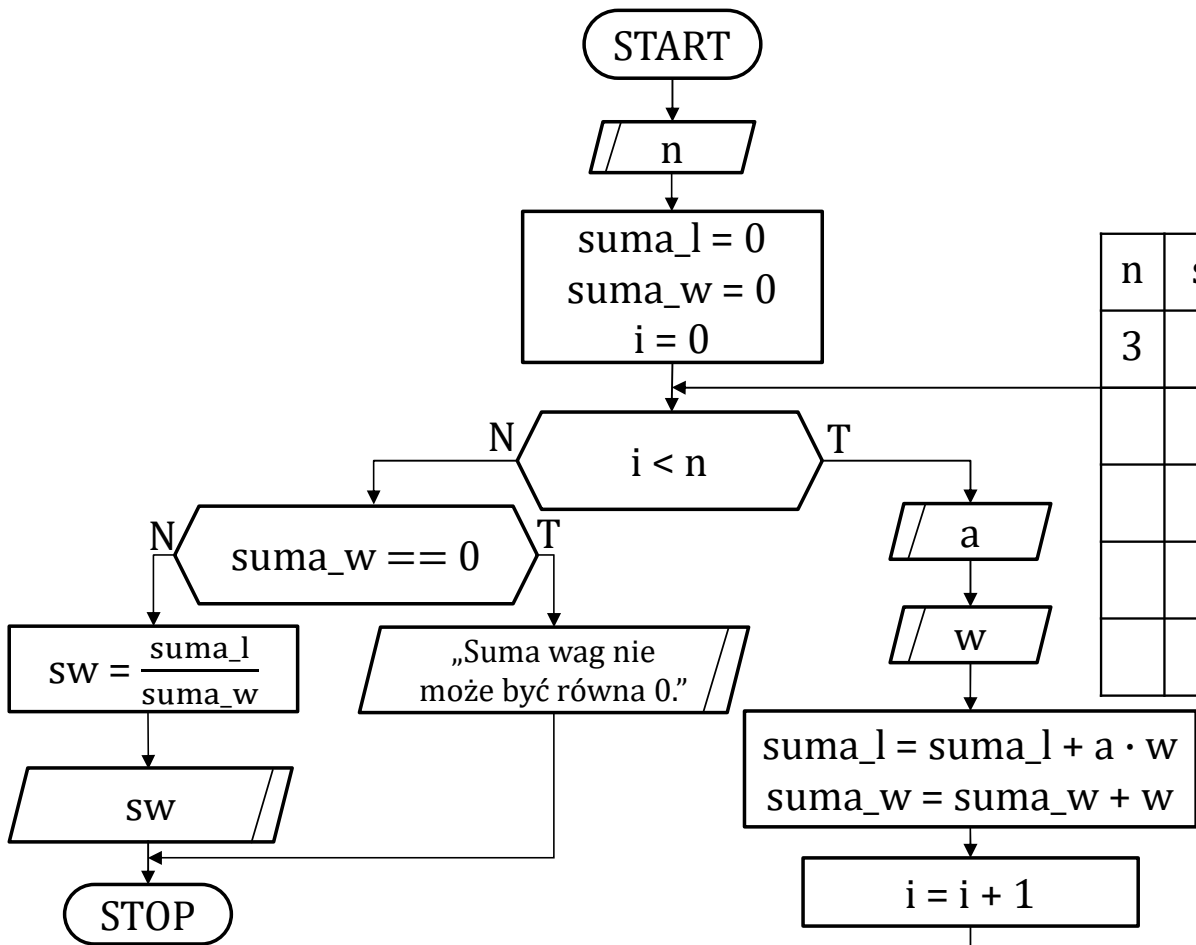 START
n
suma_l = 0
suma_w = 0
i = 0
i < n
N
T
suma_w == 0
N
T
sw = suma_l
suma_w
„Suma wag nie
może być równa 0.”
sw
STOP
a
w
suma_l = suma_l + a · w
suma_w = suma_w + w
i = i + 1
n
3